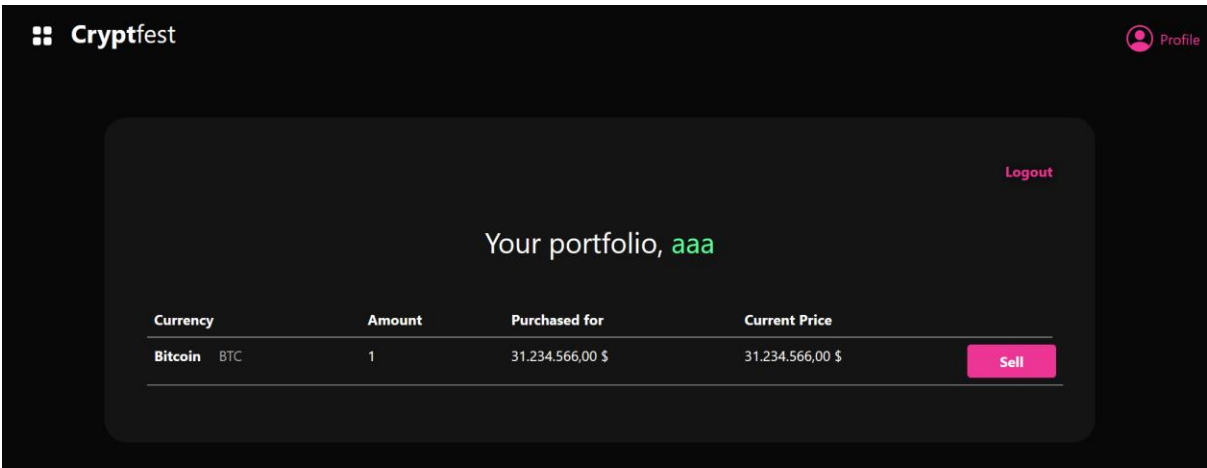 Cryptfest
Profile
Logout
Your portfolio, aaa
Currency Amount Purchased for Current Price
Bitcoin BTC 1 31.234.566,00 $ 31.234.566,00 $ Sell